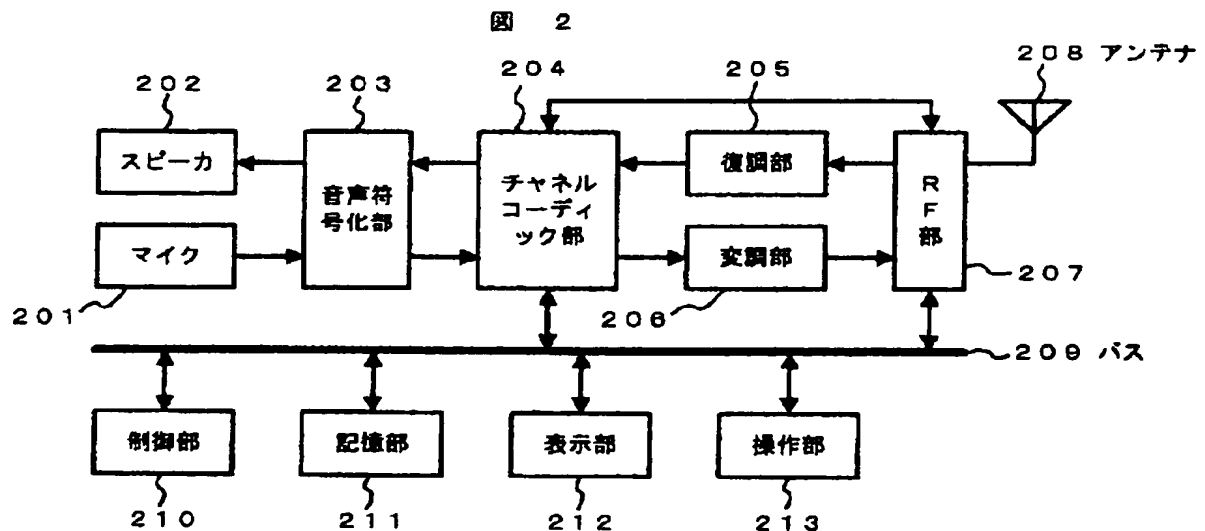 図 2
202
203
204
205
208 アンテナ
スピーカ
音声符
号化部
チャネル
コーディ
ック部
復調部
RF部
マイク
変調部
201
206
207
209 バス
制御部
記憶部
表示部
操作部
210
211
212
213